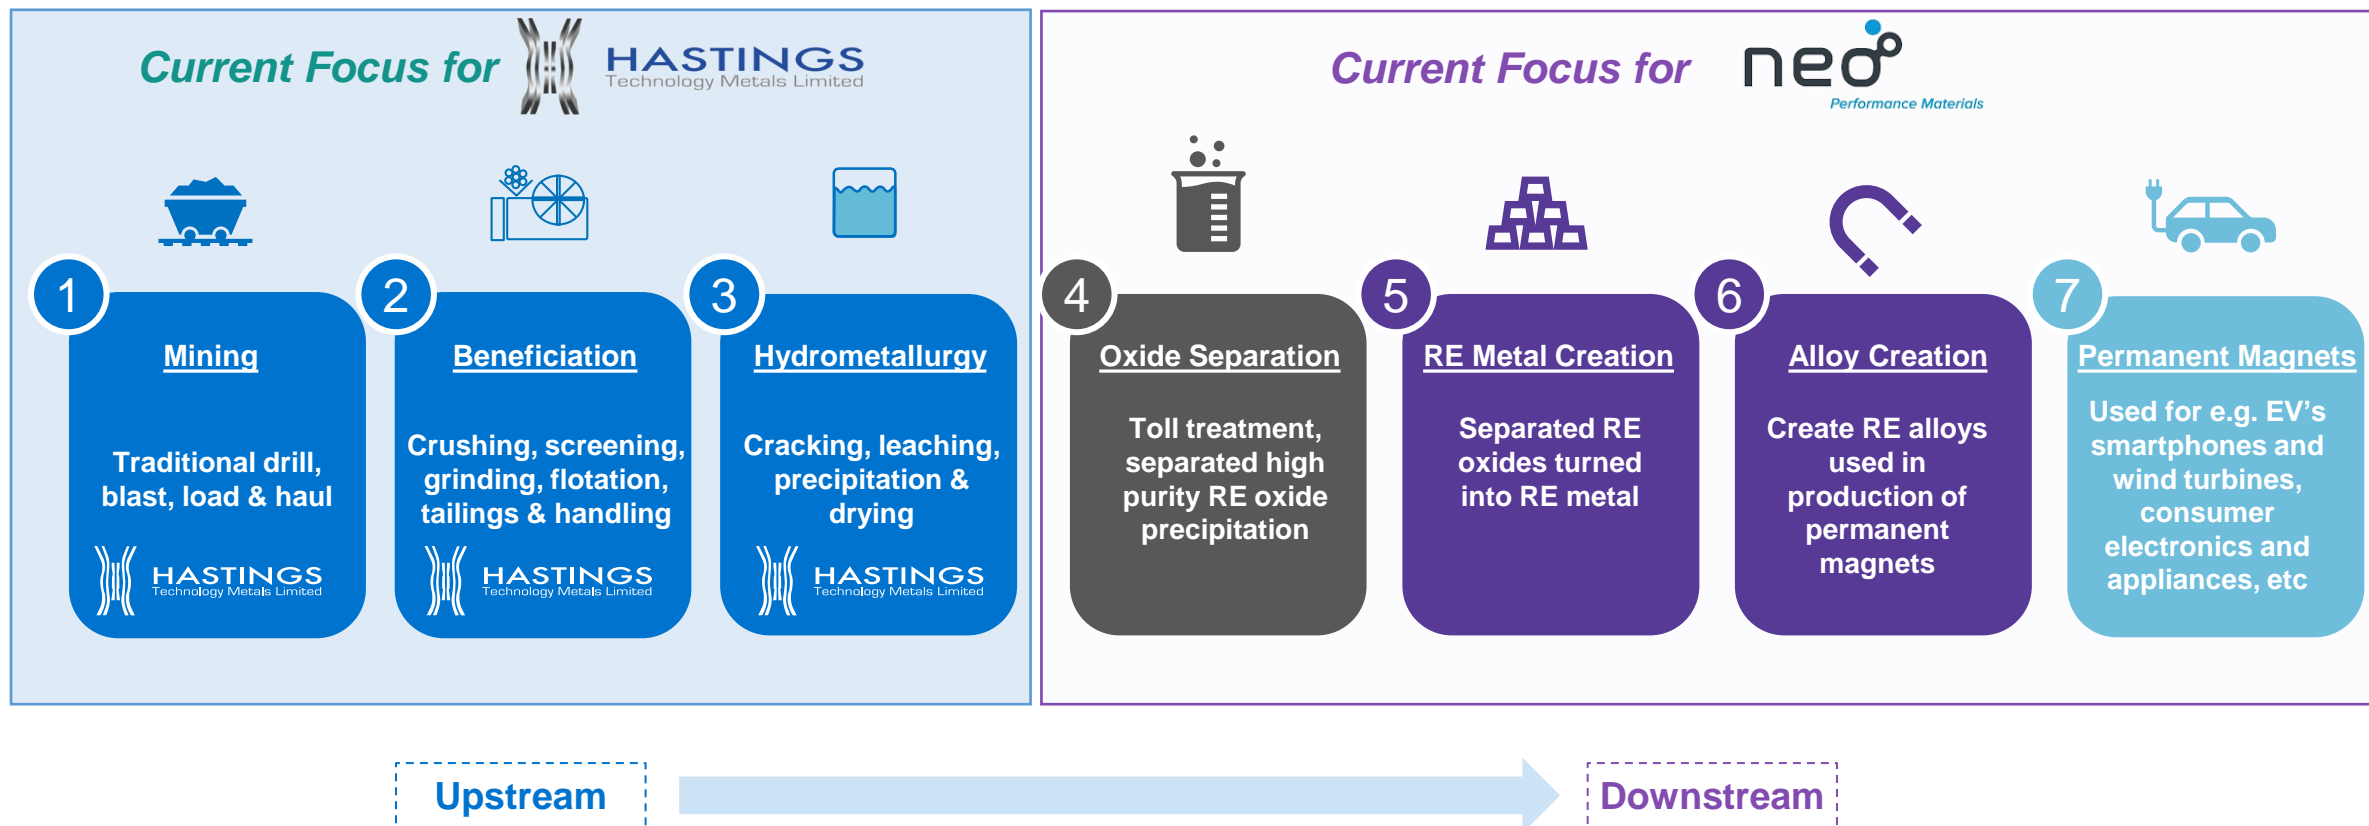 Current Focus for
HASTINGS
Technology Metals Limited
Current Focus for
neo
Performance Materials
1
Mining
Traditional drill,
blast, load & haul
HASTINGS
Technology Metals Limited
2
Beneficiation
Crushing, screening,
grinding, flotation,
tailings & handling
HASTINGS
Technology Metals Limited
3
Hydrometallurgy
Cracking, leaching,
precipitation &
drying
HASTINGS
Technology Metals Limited
4
Oxide Separation
Toll treatment,
separated high
purity RE oxide
precipitation
5
RE Metal Creation
Separated RE
oxides turned
into RE metal
6
Alloy Creation
Create RE alloys
used in
production of
permanent
magnets
7
Permanent Magnets
Used for e.g. EV’s
smartphones and
wind turbines,
consumer
electronics and
appliances, etc
Upstream
Downstream